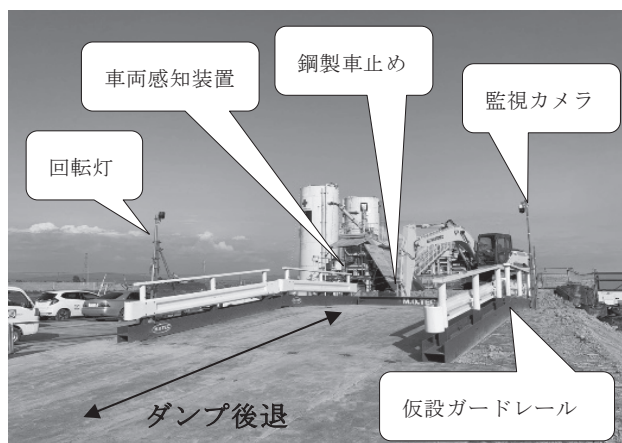 鋼製車止め
車両感知装置
監視カメラ
回転灯
仮設ガードレール
ダンプ後退